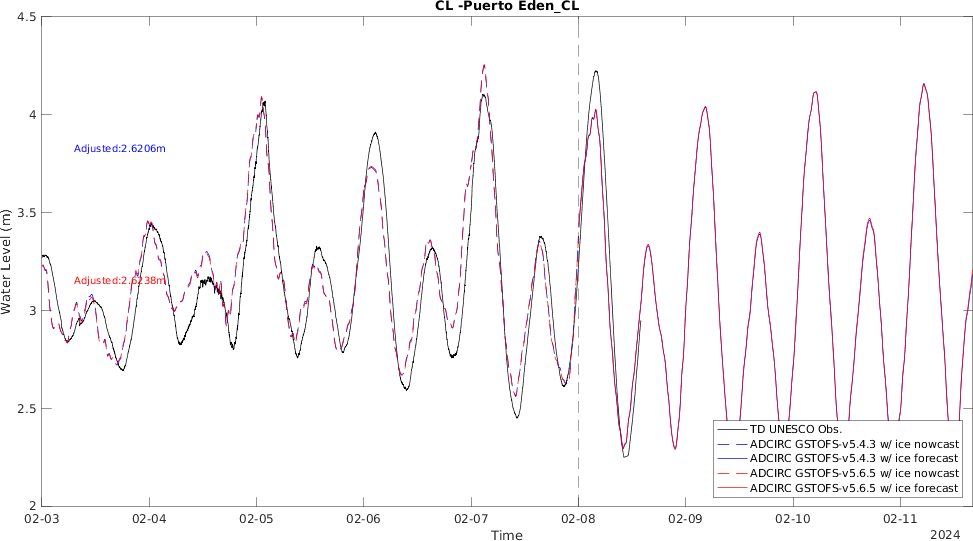 CL -Puerto Eden_CL
4.5
4
3.5
3
2.5
2
Water Level (m)
Adjusted:2.6206m
Adjusted:2.6238m
TD UNESCO Obs.
ADCIRC GSTOFS-v5.4.3 w/ ice nowcast
ADCIRC GSTOFS-v5.4.3 w/ ice forecast
ADCIRC GSTOFS-v5.6.5 w/ ice nowcast
ADCIRC GSTOFS-v5.6.5 w/ ice forecast
02-03 02-04 02-05 02-06 02-07 02-08 02-09 02-10 02-11
Time
2024